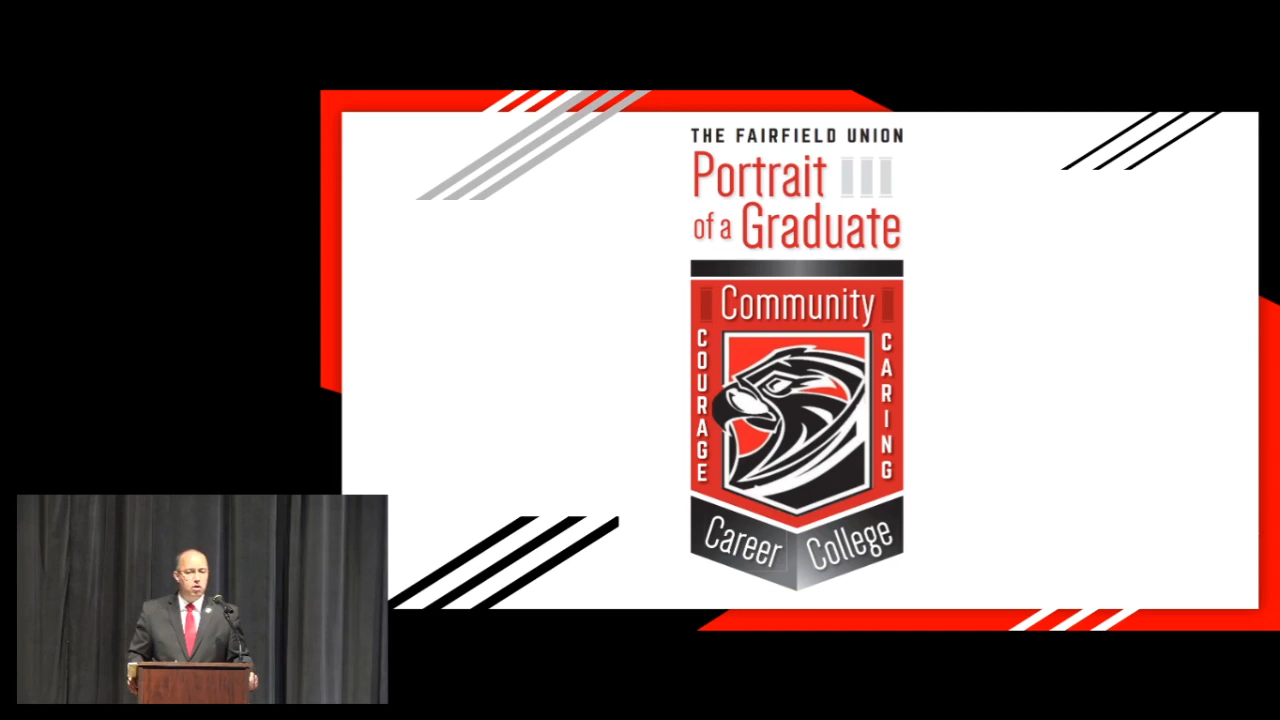 THE FAIRFIELD UNION
Portrait
of a Graduate
Community
COURAGE
CARING
Career
College